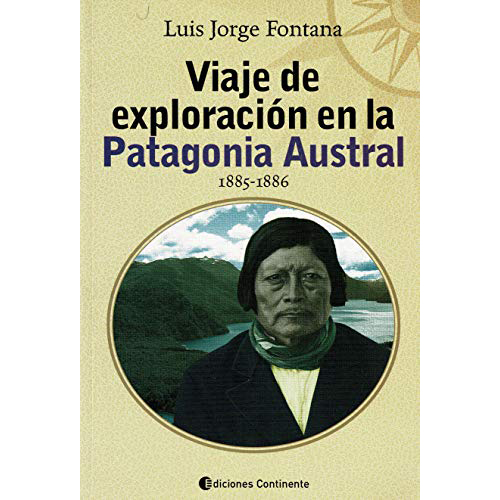 Luis Jorge Fontana
Viaje de
exploración en la
Patagonia Austral
1885-1886
Ediciones Continente